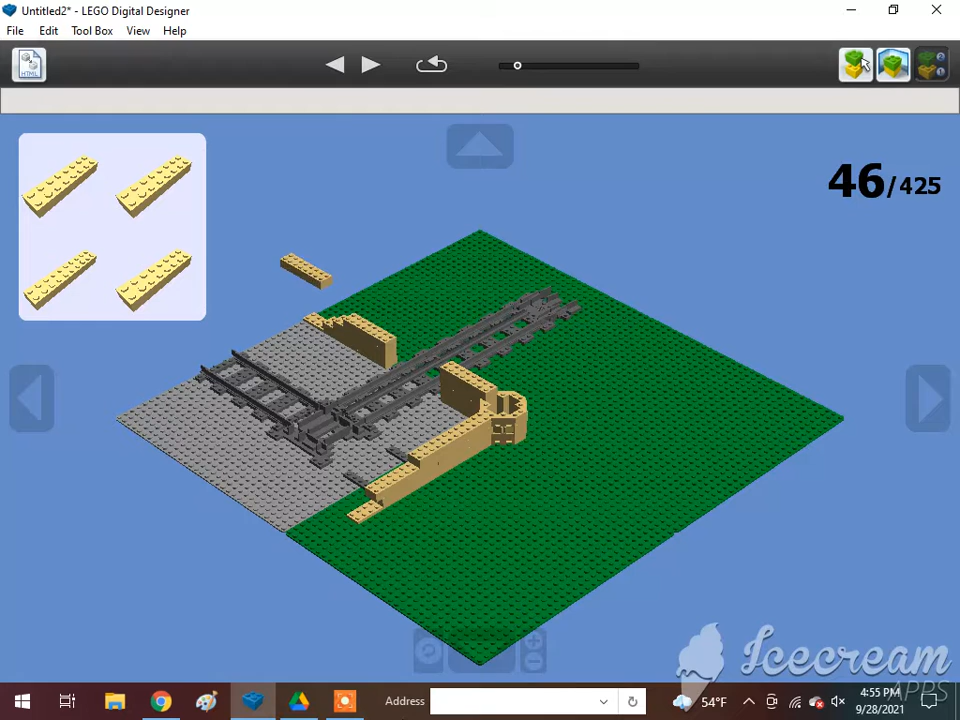 Untitled2* - LEGO Digital Designer
File Edit Tool Box View Help
HTML
46/425
Icecream
APPS
Address
54°F
4:55 PM
9/28/2021